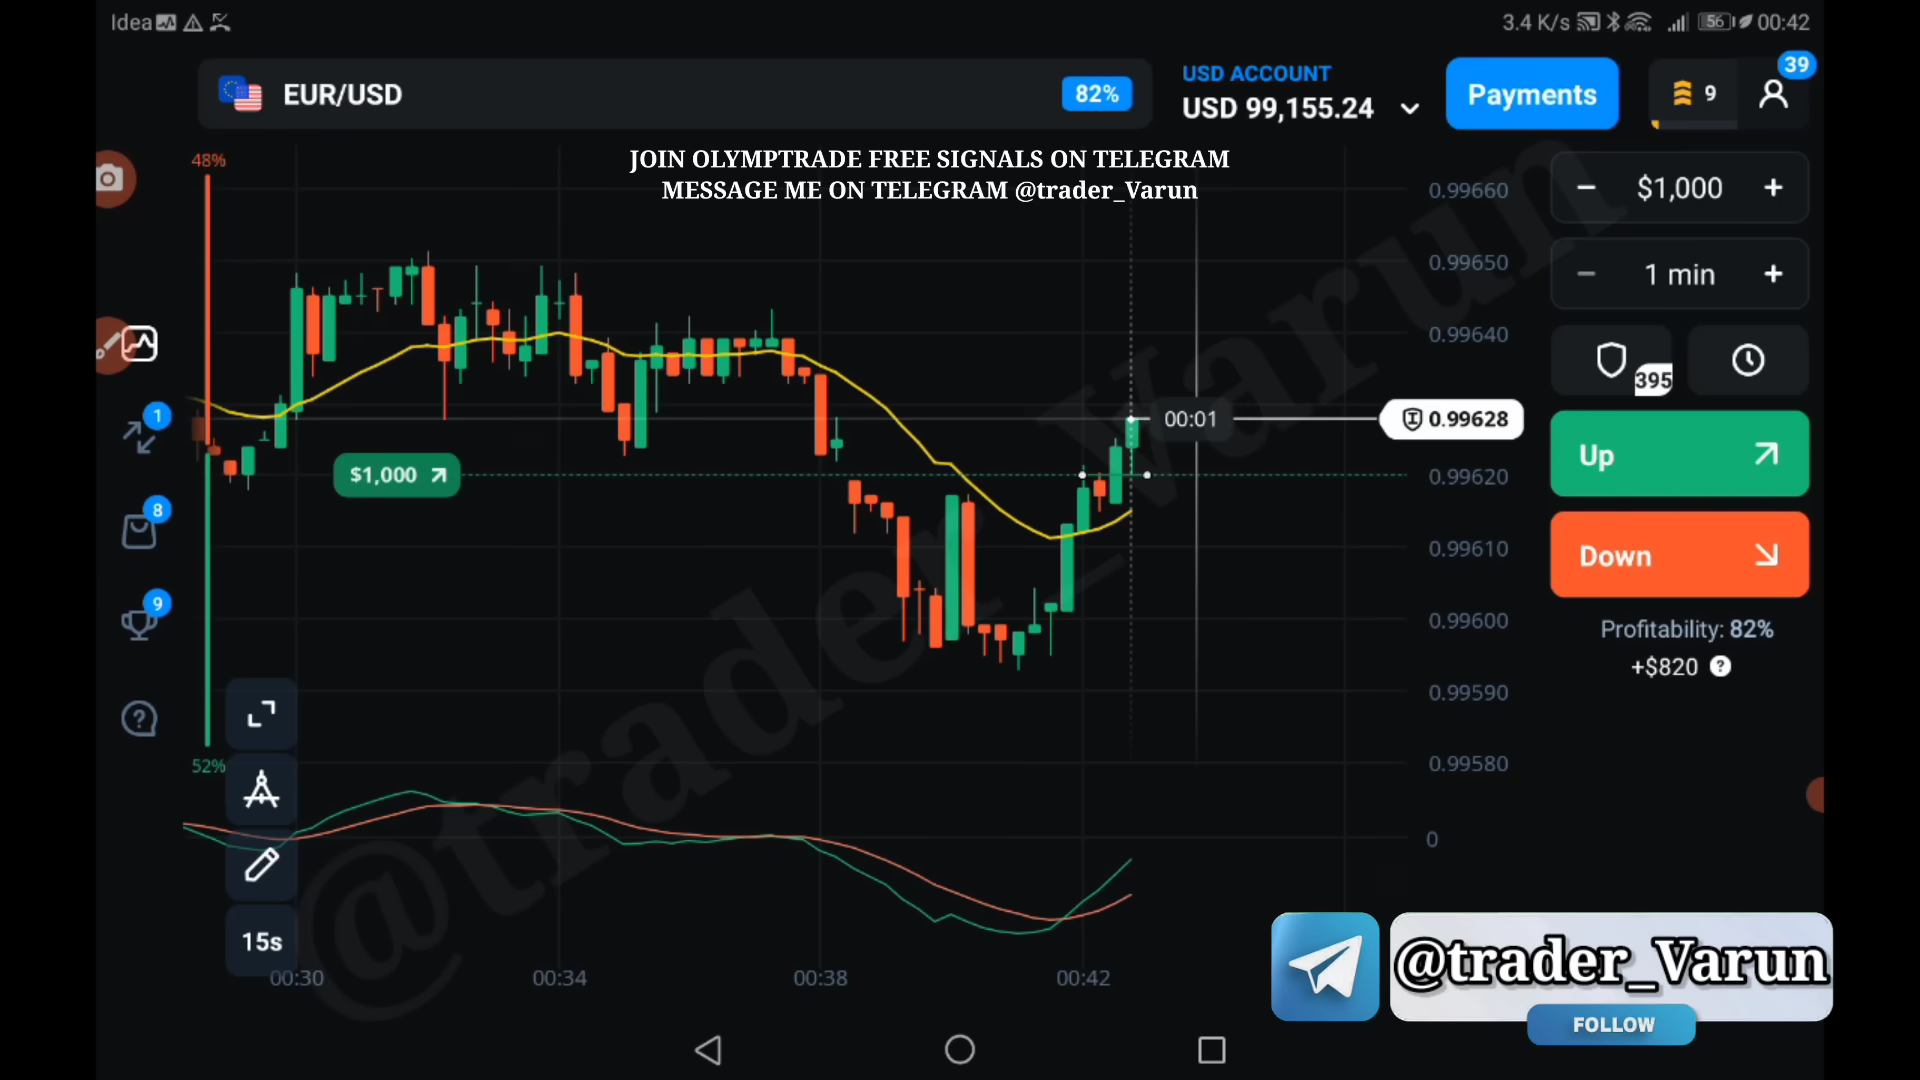 Idea
3.4 K/s 56 00:42
EUR/USD
82%
USD ACCOUNT
USD 99,155.24
Payments
9
39
JOIN OLYMPTRADE FREE SIGNALS ON TELEGRAM
MESSAGE ME ON TELEGRAM @trader_Varun
48%
0.99660
$1,000
0.99650
1 min
0.99640
395
1
00:01
0.99628
Up
$1,000
0.99620
8
0.99610
Down
9
0.99600
Profitability: 82%
+$820 ?
0.99590
52%
0.99580
@trader_Varun
0
15s
00:30
00:34
00:38
00:42
@trader_Varun
FOLLOW